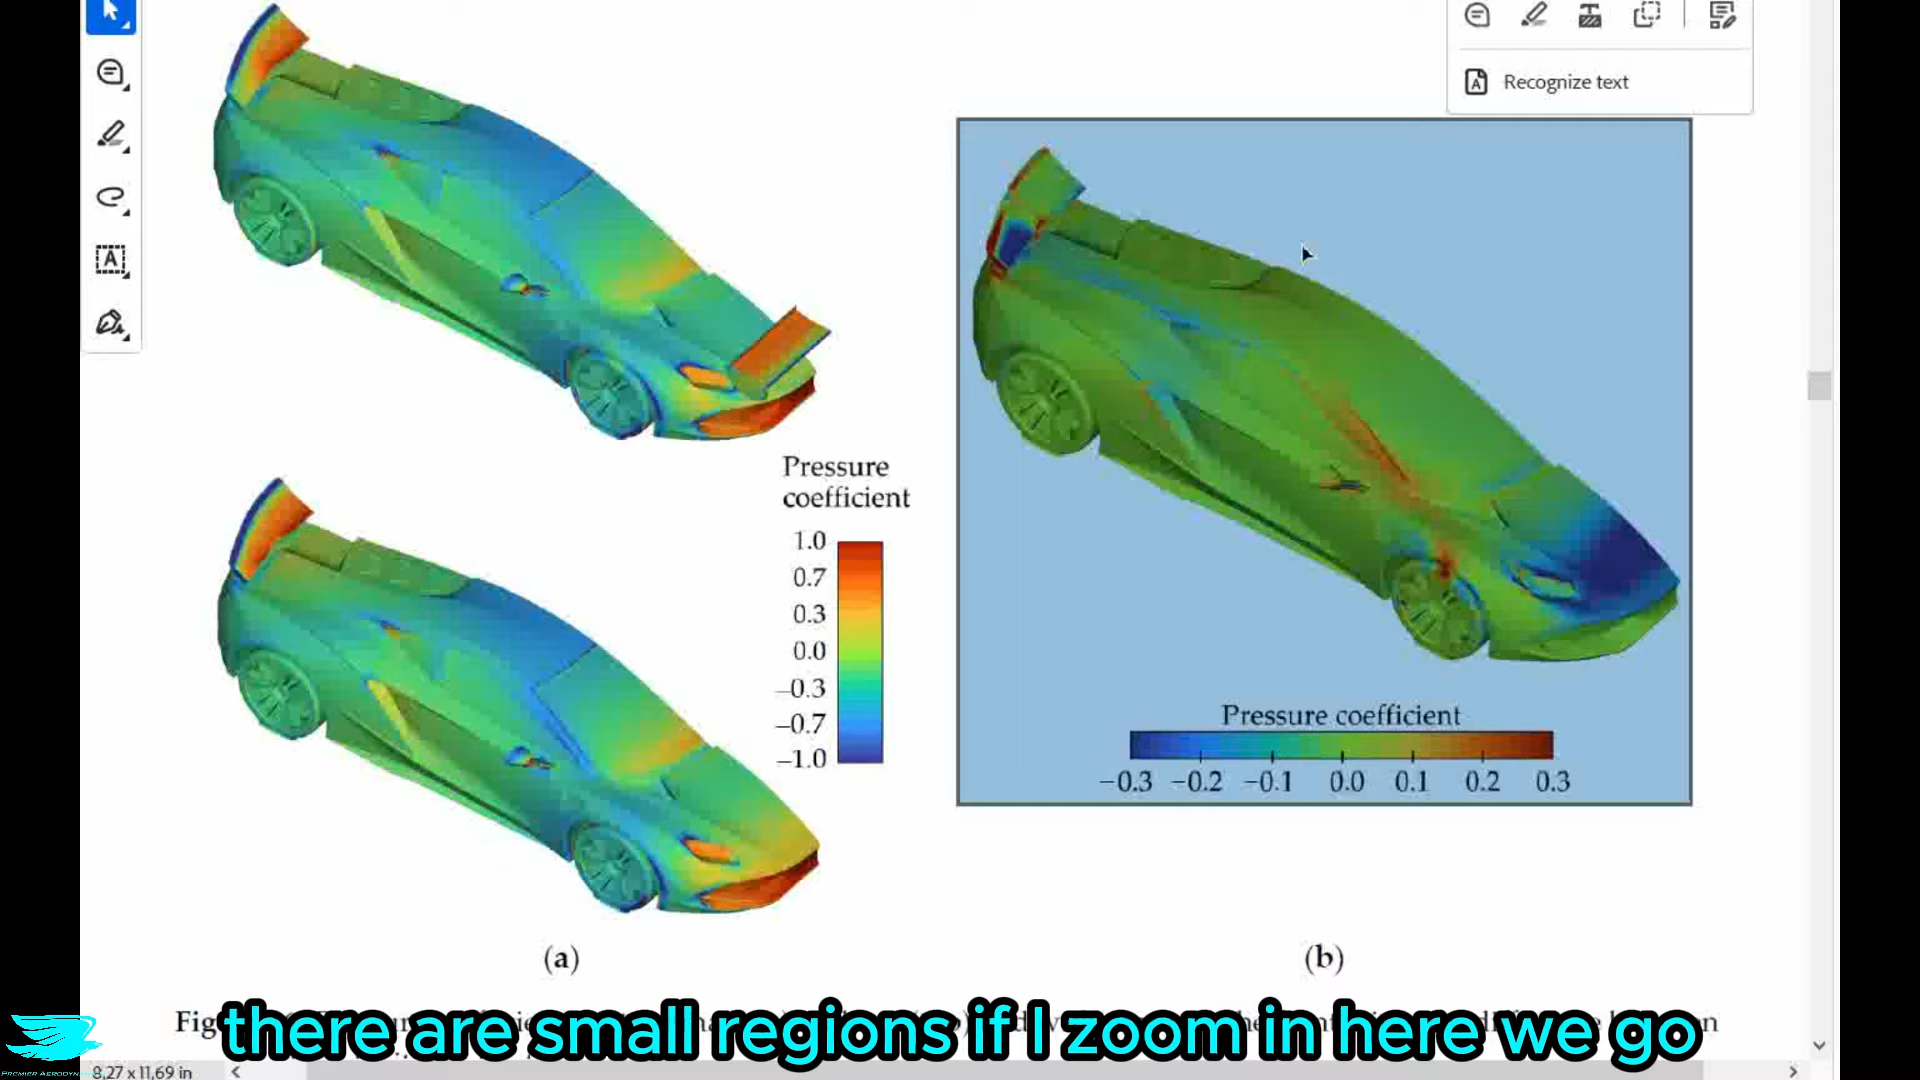 Recognize text
Pressure
coefficient
1.0
0.7
0.3
0.0
–0.3
–0.7
–1.0
Pressure coefficient
−0.3 −0.2 −0.1 0.0 0.1 0.2 0.3
(a) (b)
there are small regions if I zoom in here we go
8,27 x 11,69 in